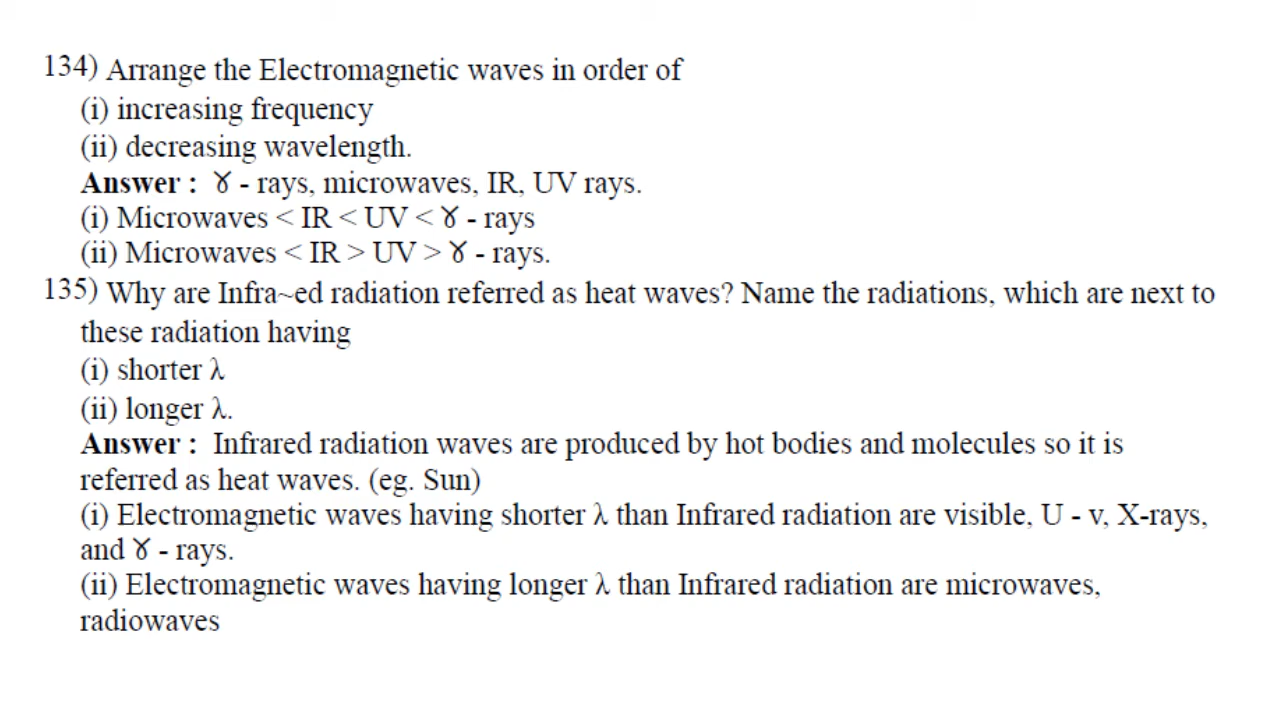 134) Arrange the Electromagnetic waves in order of
(i) increasing frequency
(ii) decreasing wavelength.
Answer : ɤ - rays, microwaves, IR, UV rays.
(i) Microwaves < IR < UV < ɤ - rays
(ii) Microwaves < IR > UV > ɤ - rays.
135) Why are Infra~ed radiation referred as heat waves? Name the radiations, which are next to
these radiation having
(i) shorter λ
(ii) longer λ.
Answer : Infrared radiation waves are produced by hot bodies and molecules so it is
referred as heat waves. (eg. Sun)
(i) Electromagnetic waves having shorter λ than Infrared radiation are visible, U - v, X-rays,
and ɤ - rays.
(ii) Electromagnetic waves having longer λ than Infrared radiation are microwaves,
radiowaves